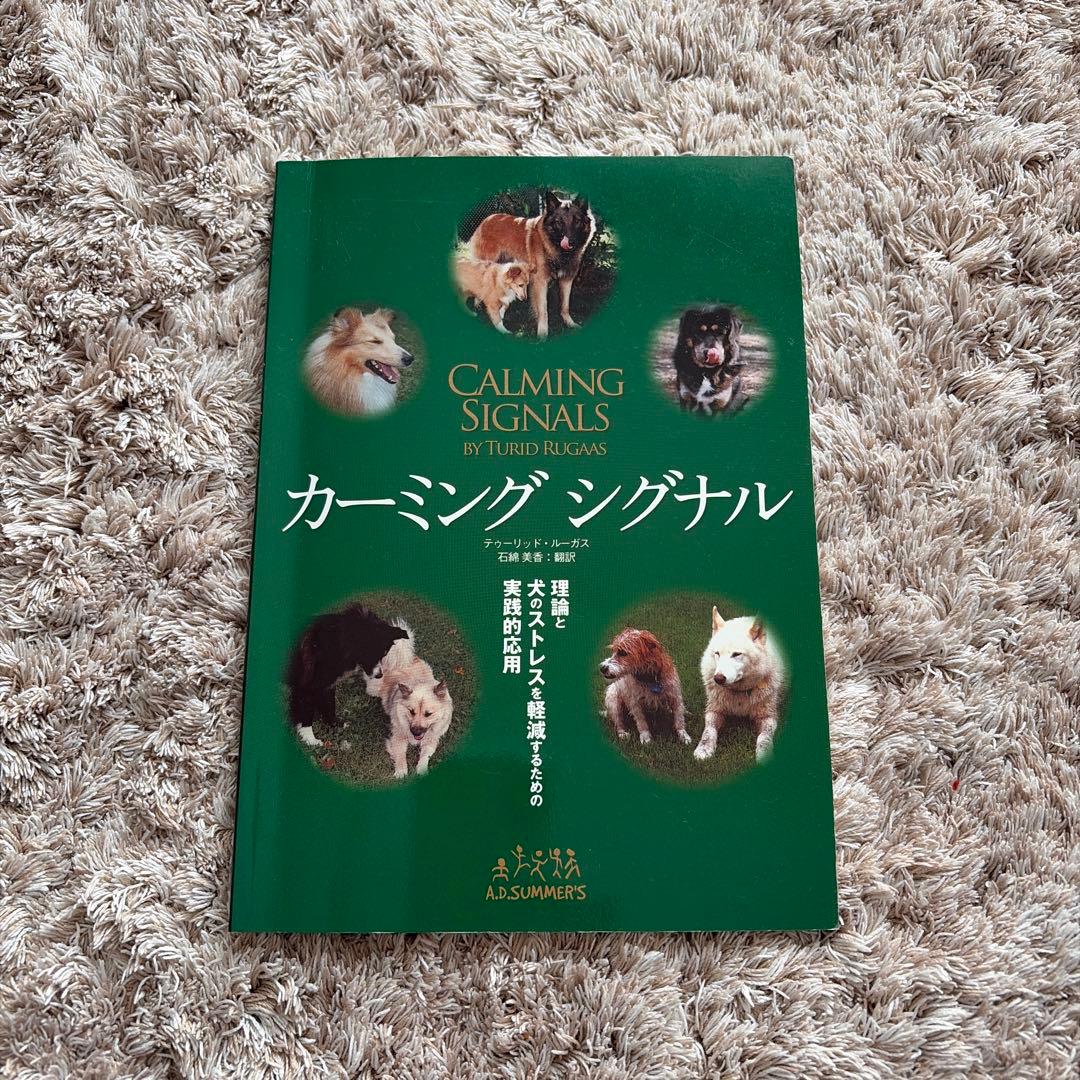 CALMING
SIGNALS
BY TURID RUGAAS
カーミング シグナル
テゥーリッド・ルーガス
石綿 美香：翻訳
理論と
犬のストレスを軽減するための
実践的応用
A.D.SUMMER'S